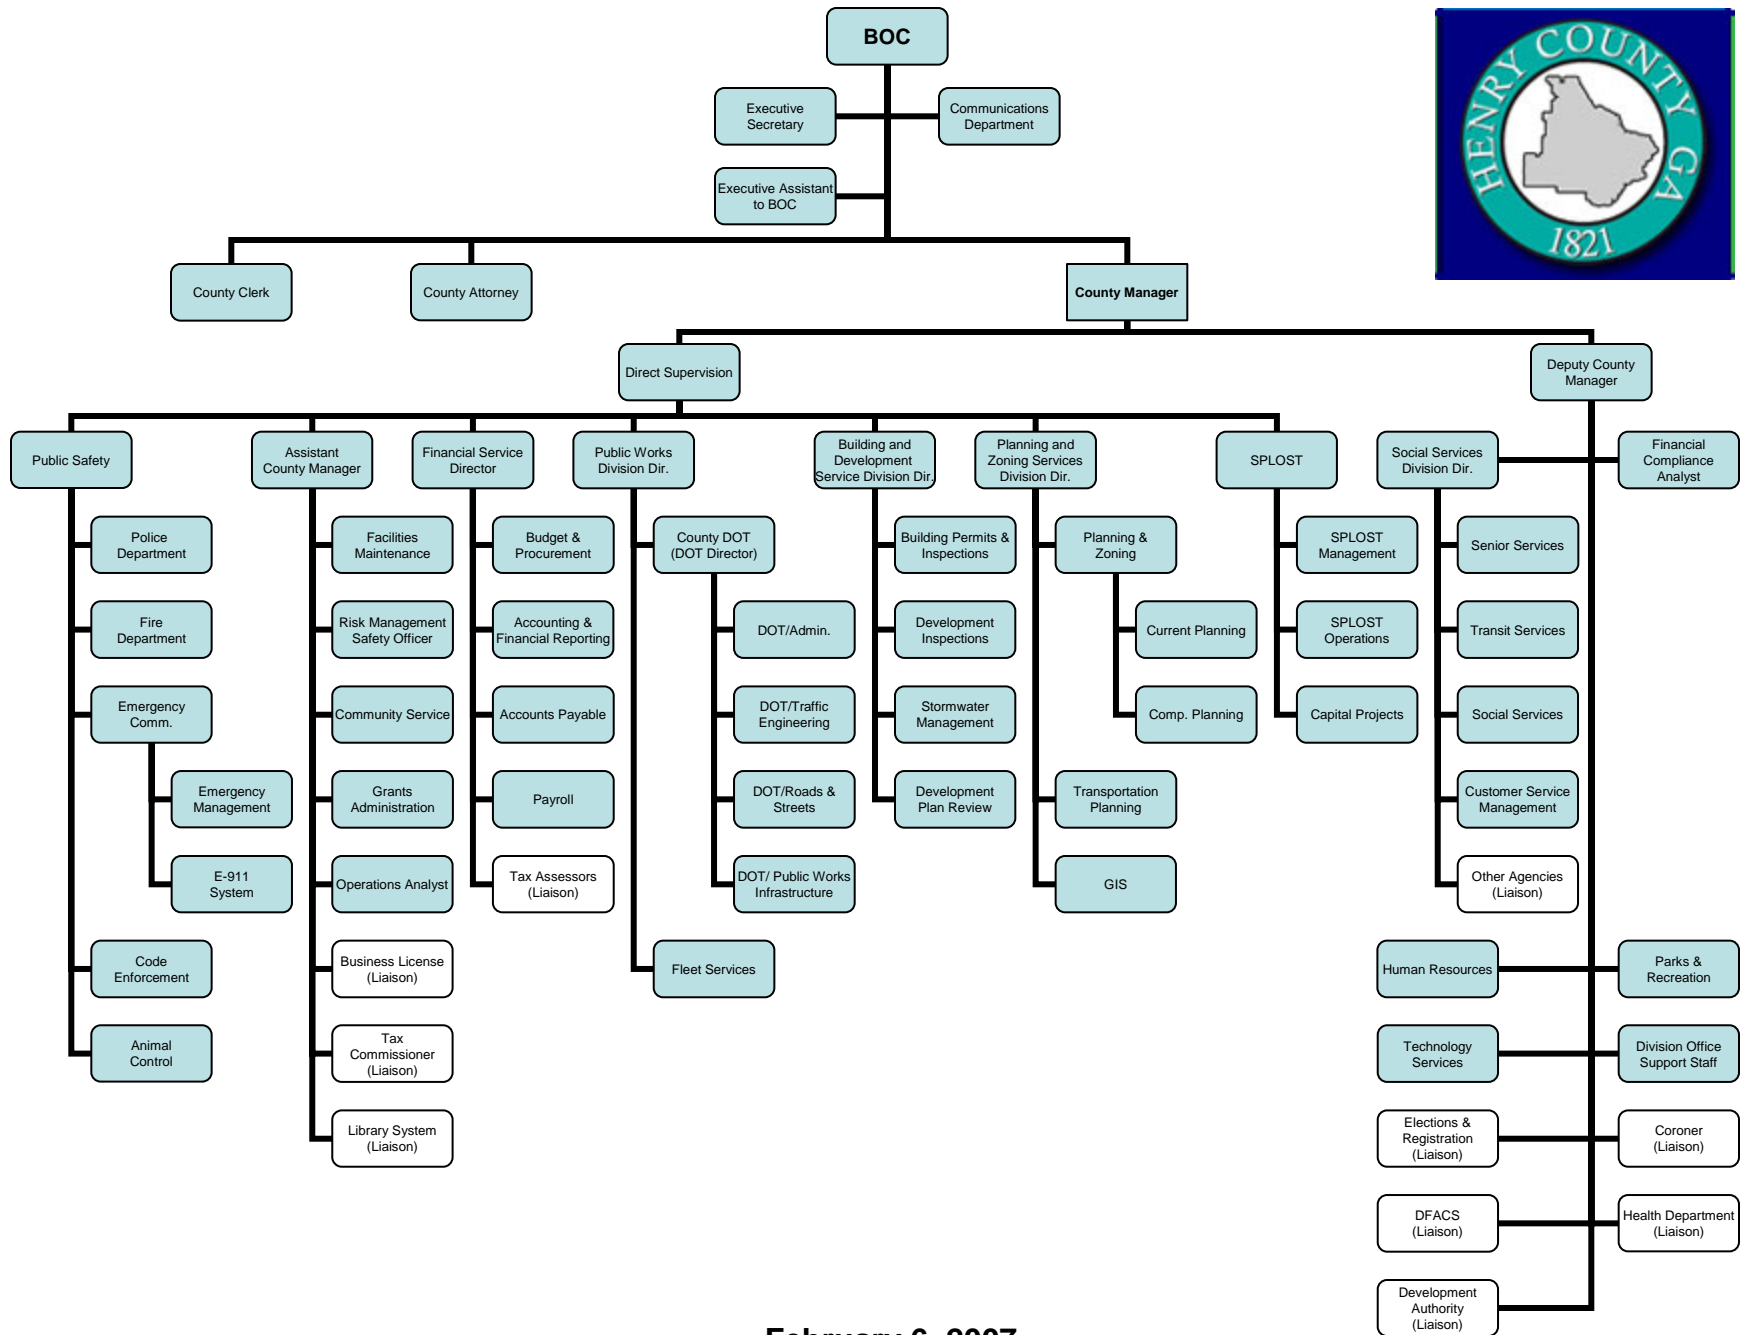 BOC
HENRY COUNTY GA
1821
Executive
Secretary
Communications
Department
Executive Assistant
to BOC
County Clerk
County Attorney
County Manager
Direct Supervision
Deputy County
Manager
Public Safety
Assistant
County Manager
Financial Service
Director
Public Works
Division Dir.
Building and
Development
Service Division Dir.
Planning and
Zoning Services
Division Dir.
SPLOST
Social Services
Division Dir.
Financial
Compliance
Analyst
Police
Department
Facilities
Maintenance
Budget &
Procurement
County DOT
(DOT Director)
Building Permits &
Inspections
Planning &
Zoning
SPLOST
Management
Senior Services
Fire
Department
Risk Management
Safety Officer
Accounting &
Financial Reporting
DOT/Admin.
Development
Inspections
Current Planning
SPLOST
Operations
Transit Services
Emergency
Comm.
Community Service
Accounts Payable
DOT/Traffic
Engineering
Stormwater
Management
Comp. Planning
Capital Projects
Social Services
Emergency
Management
Grants
Administration
Payroll
DOT/Roads &
Streets
Development
Plan Review
Transportation
Planning
Customer Service
Management
E-911
System
Operations Analyst
Tax Assessors
(Liaison)
DOT/ Public Works
Infrastructure
GIS
Other Agencies
(Liaison)
Code
Enforcement
Business License
(Liaison)
Fleet Services
Human Resources
Parks &
Recreation
Animal
Control
Tax
Commissioner
(Liaison)
Technology
Services
Division Office
Support Staff
Library System
(Liaison)
Elections &
Registration
(Liaison)
Coroner
(Liaison)
DFACS
(Liaison)
Health Department
(Liaison)
Development
Authority
(Liaison)
February 6, 2007